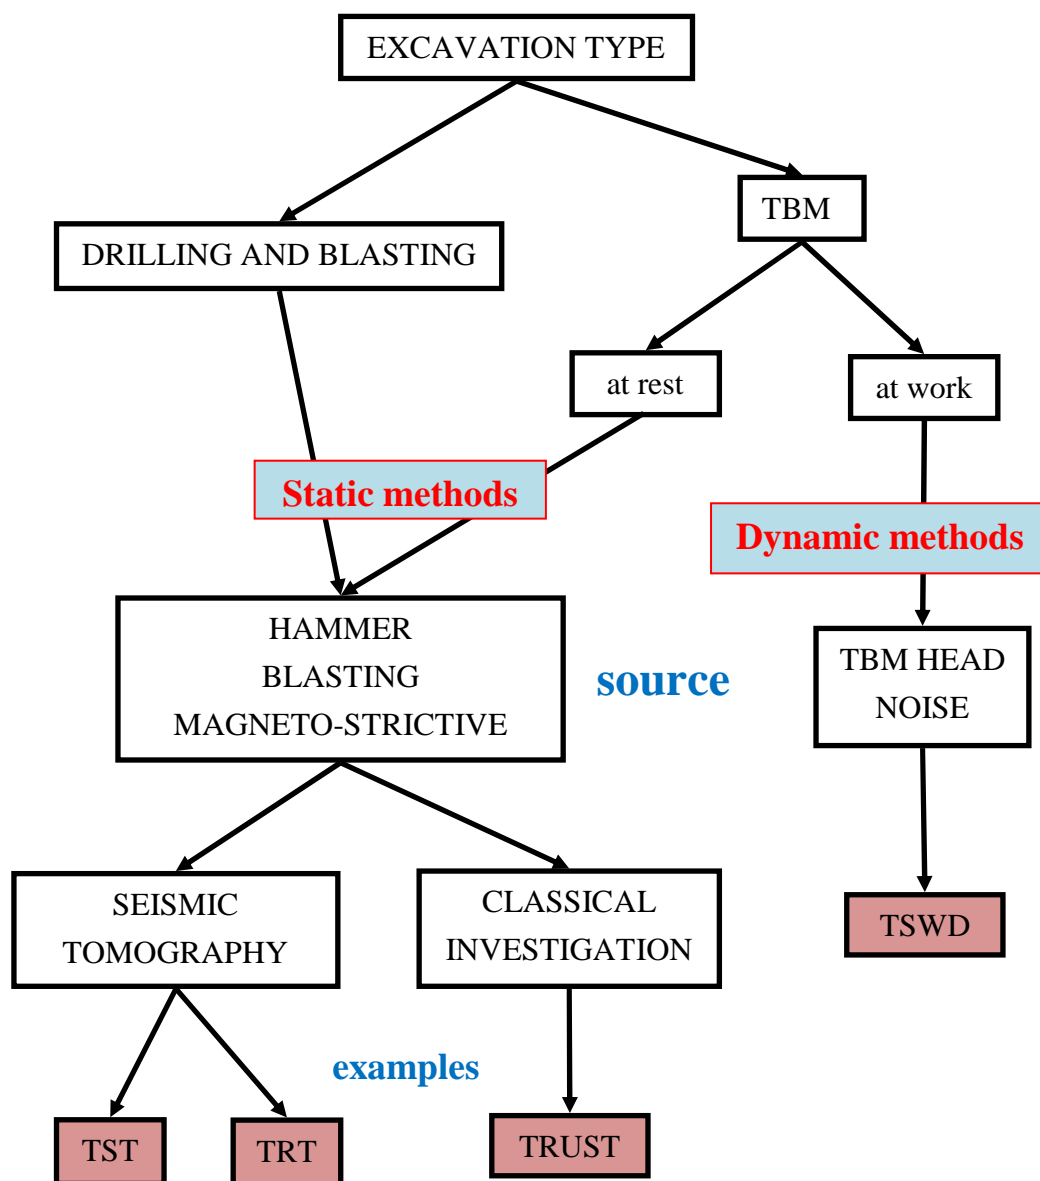 EXCAVATION TYPE
TBM
DRILLING AND BLASTING
at rest
at work
Static methods
Dynamic methods
HAMMER
BLASTING
MAGNETO-STRICTIVE
source
TBM HEAD
NOISE
SEISMIC
TOMOGRAPHY
CLASSICAL
INVESTIGATION
TSWD
examples
TST
TRT
TRUST